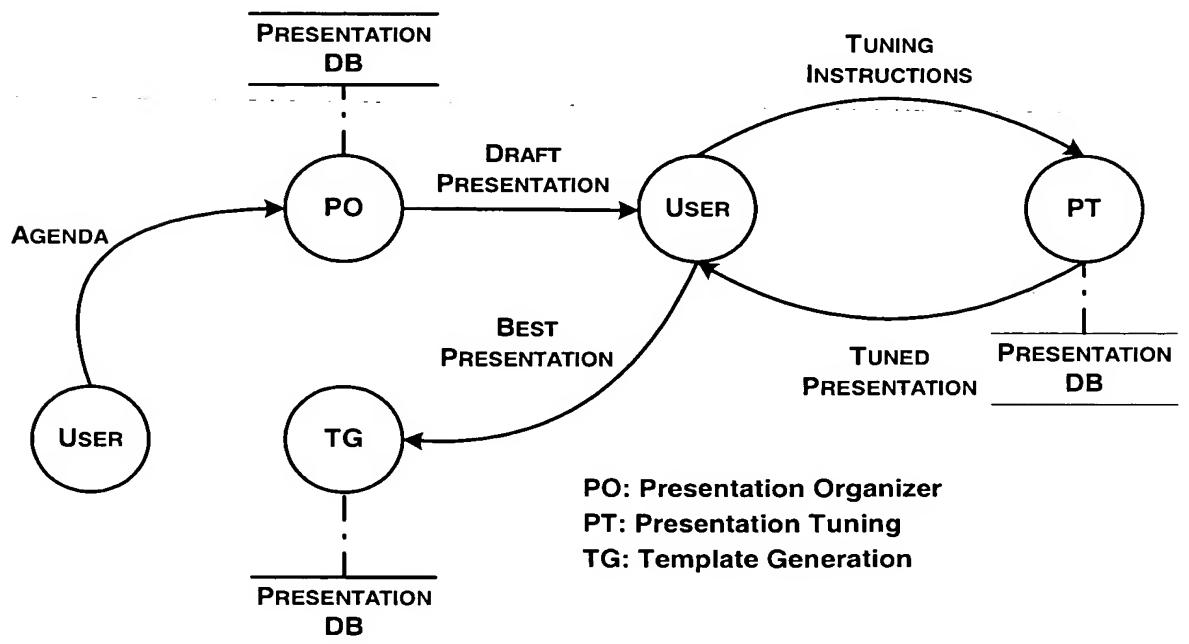 PRESENTATION
DB
TUNING
INSTRUCTIONS
DRAFT
PRESENTATION
PO
USER
PT
AGENDA
BEST
PRESENTATION
TUNED
PRESENTATION
PRESENTATION
DB
USER
TG
PO: Presentation Organizer
PT: Presentation Tuning
TG: Template Generation
PRESENTATION
DB